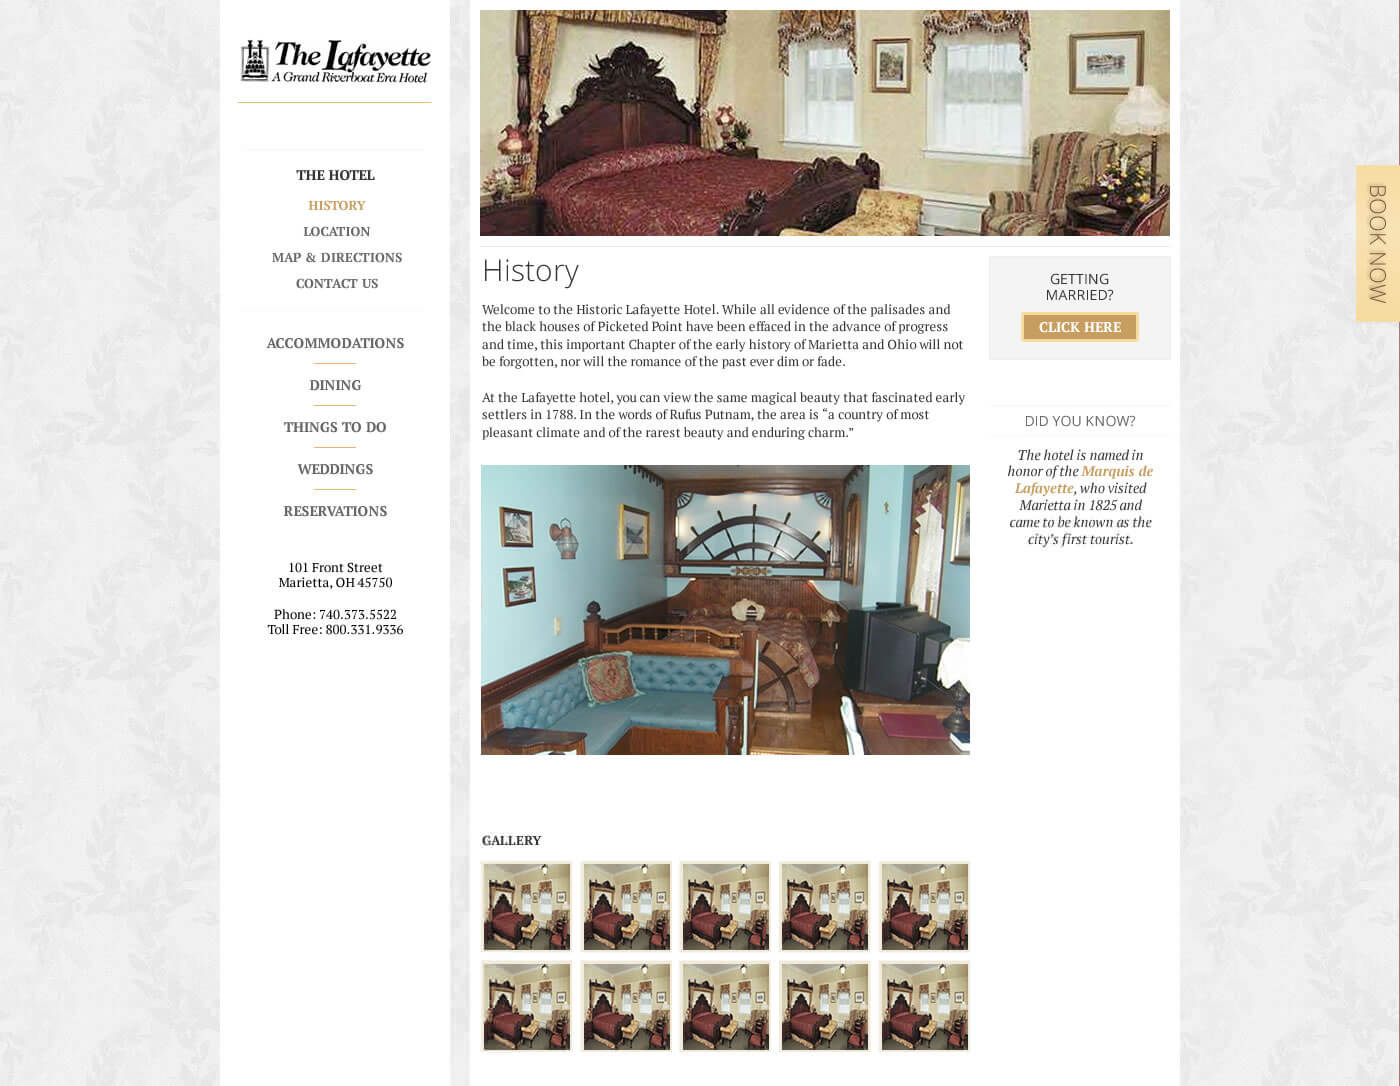 The Lafayette
A Grand Riverboat Era Hotel
THE HOTEL
HISTORY
LOCATION
MAP & DIRECTIONS
CONTACT US
ACCOMMODATIONS
DINING
THINGS TO DO
WEDDINGS
RESERVATIONS
101 Front Street
Marietta, OH 45750
Phone: 740.373.5522
Toll Free: 800.331.9336
History
Welcome to the Historic Lafayette Hotel. While all evidence of the palisades and
the black houses of Picketed Point have been effaced in the advance of progress
and time, this important Chapter of the early history of Marietta and Ohio will not
be forgotten, nor will the romance of the past ever dim or fade.
At the Lafayette hotel, you can view the same magical beauty that fascinated early
settlers in 1788. In the words of Rufus Putnam, the area is “a country of most
pleasant climate and of the rarest beauty and enduring charm.”
GALLERY
GETTING
MARRIED?
CLICK HERE
DID YOU KNOW?
The hotel is named in
honor of the Marquis de
Lafayette, who visited
Marietta in 1825 and
came to be known as the
city’s first tourist.
BOOK NOW